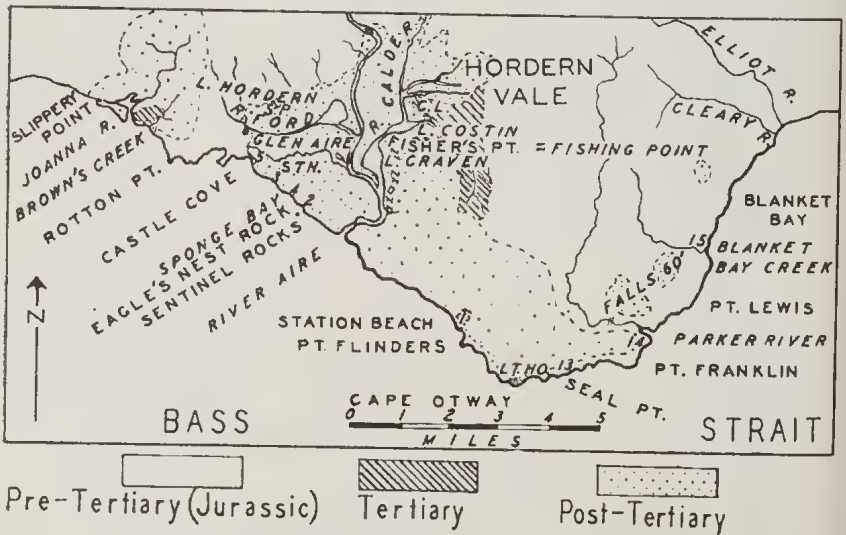 SLIPPERY
POINT
JOANNA R.
BROWN'S CREEK
ROTTON PT.
CASTLE COVE
SPONGE BAY
EAGLE'S NEST ROCK
SENTINEL ROCKS
RIVER AIRE
L. HORDERN
R. FORD
GLEN AIRE
STH.
2
CALDER
R.
HORDERN
VALE
C.L.
L. COSTIN
FISHER'S PT. = FISHING POINT
L. CRAVEN
ELLIOT R.
CLEARY R.
BLANKET
BAY
15
BLANKET
BAY CREEK
FALLS 60'
PT. LEWIS
PARKER RIVER
14
PT. FRANKLIN
STATION BEACH
PT. FLINDERS
LT. HO.
13
SEAL PT.
CAPE OTWAY
0 1 2 3 4 5
MILES
N
BASS
STRAIT
Pre-Tertiary (Jurassic)
Tertiary
Post-Tertiary